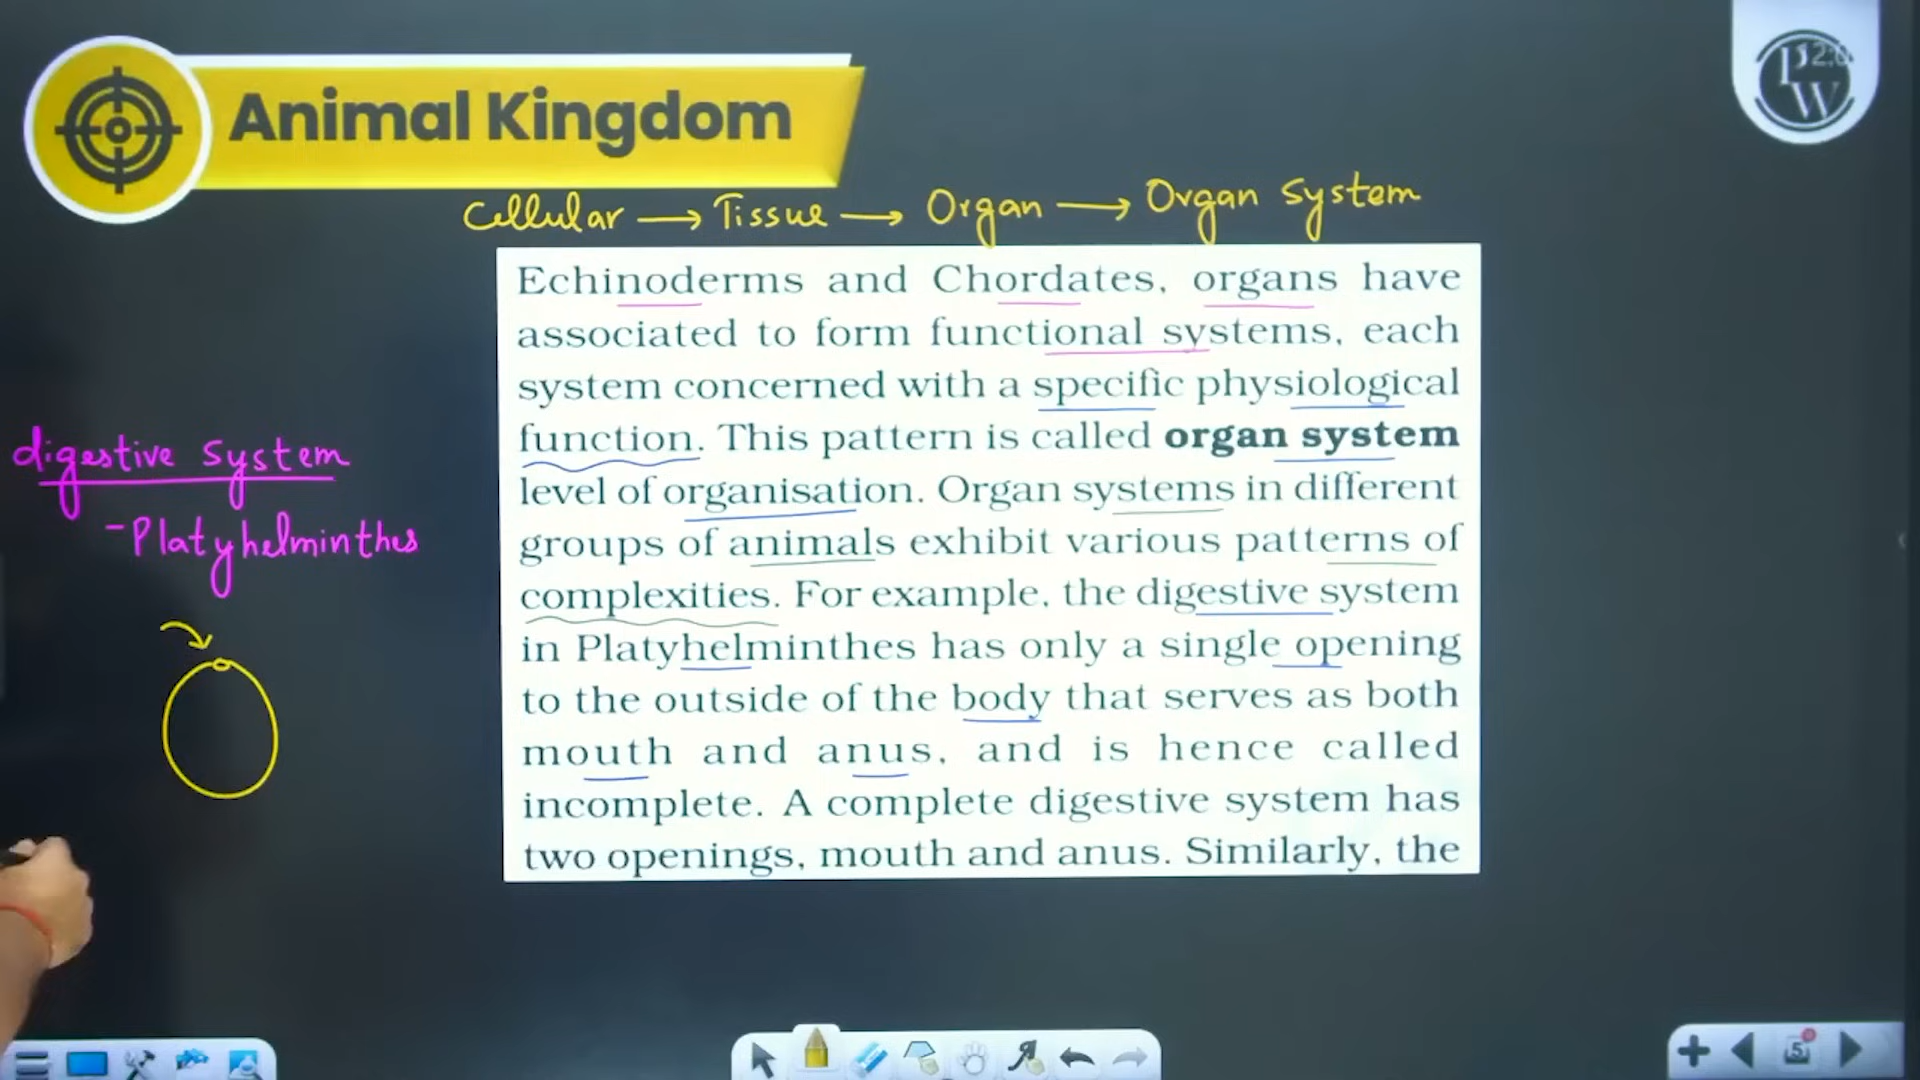 Animal Kingdom
PW
Cellular → Tissue → Organ → Organ System
Echinoderms and Chordates, organs have
associated to form functional systems, each
system concerned with a specific physiological
function. This pattern is called organ system
level of organisation. Organ systems in different
groups of animals exhibit various patterns of
complexities. For example, the digestive system
in Platyhelminthes has only a single opening
to the outside of the body that serves as both
mouth and anus, and is hence called
incomplete. A complete digestive system has
two openings, mouth and anus. Similarly, the
digestive system
- Platyhelminthes
5